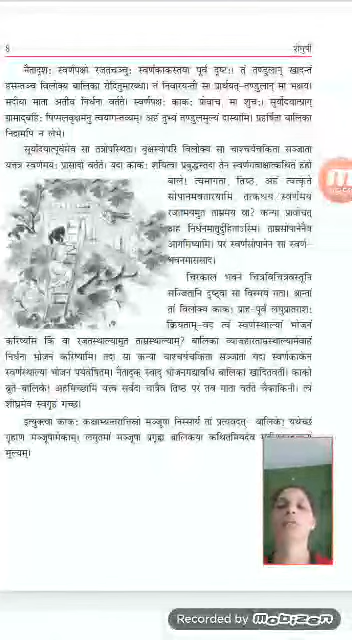 8 शेमुषी
नैतादृशः स्वर्णपक्षो रजतचञ्चुः स्वर्णकाकस्तया पूर्वं दृष्टः। तं तण्डुलान् खादन्तं
हसन्तञ्च विलोक्य बालिका रोदितुमारब्धा। तं निवारयन्ती सा प्रार्थयत्-तण्डुलान् मा भक्षय।
मदीया माता अतीव निर्धना वर्तते। स्वर्णपक्षः काकः प्रोवाच, मा शुचः। सूर्योदयात्प्राग्
ग्रामाद्बहिः पिप्पलवृक्षमनु त्वयागन्तव्यम्। अहं तुभ्यं तण्डुलमूल्यं दास्यामि। प्रहर्षिता बालिका
निद्रामपि न लेभे।
सूर्योदयात्पूर्वमेव सा तत्रोपस्थिता। वृक्षस्योपरि विलोक्य सा चाश्चर्यचकिता सञ्जाता
यत्तत्र स्वर्णमयः प्रासादो वर्तते। यदा काकः शयित्वा प्रबुद्धस्तदा तेन स्वर्णगवाक्षात्कथितं हंहो
बाले! त्वमागता, तिष्ठ, अहं त्वत्कृते
सोपानमवतारयामि, तत्कथय स्वर्णमयं
रजतमयमुत ताम्रमयं वा? कन्या प्रावोचत्
अहं निर्धनमातुर्दुहिताऽस्मि। ताम्रसोपानेनैव
आगमिष्यामि। परं स्वर्णसोपानेन सा स्वर्ण-
भवनमाससाद।
चिरकालं भवने चित्रविचित्रवस्तूनि
सज्जितानि दृष्ट्वा सा विस्मयं गता। श्रान्तां
तां विलोक्य काकः प्राह-पूर्वं लघुप्रातराशः
क्रियताम्-वद त्वं स्वर्णस्थाल्यां भोजनं
करिष्यसि किं वा रजतस्थाल्यामुत ताम्रस्थाल्याम्? बालिका व्याजहार-ताम्रस्थाल्यामेवाहं
निर्धना भोजनं करिष्यामि। तदा सा कन्या चाश्चर्यचकिता सञ्जाता यदा स्वर्णकाकेन
स्वर्णस्थाल्यां भोजनं पर्यवेषितम्। नैतादृक् स्वादु भोजनमद्यावधि बालिका खादितवती। काको
ब्रूते-बालिके! अहमिच्छामि यत्त्वं सर्वदा चात्रैव तिष्ठ परं तव माता वर्तते चैकाकिनी। त्वं
शीघ्रमेव स्वगृहं गच्छ।
इत्युक्त्वा काकः कक्षाभ्यन्तरात्तिस्रो मञ्जूषा निस्सार्य तां प्रत्यवदत्- बालिके! यथेच्छं
गृहाण मञ्जूषामेकाम्। लघुतमां मञ्जूषां प्रगृह्य बालिकया कथितमियदेव
मूल्यम्।
Recorded by mobizen